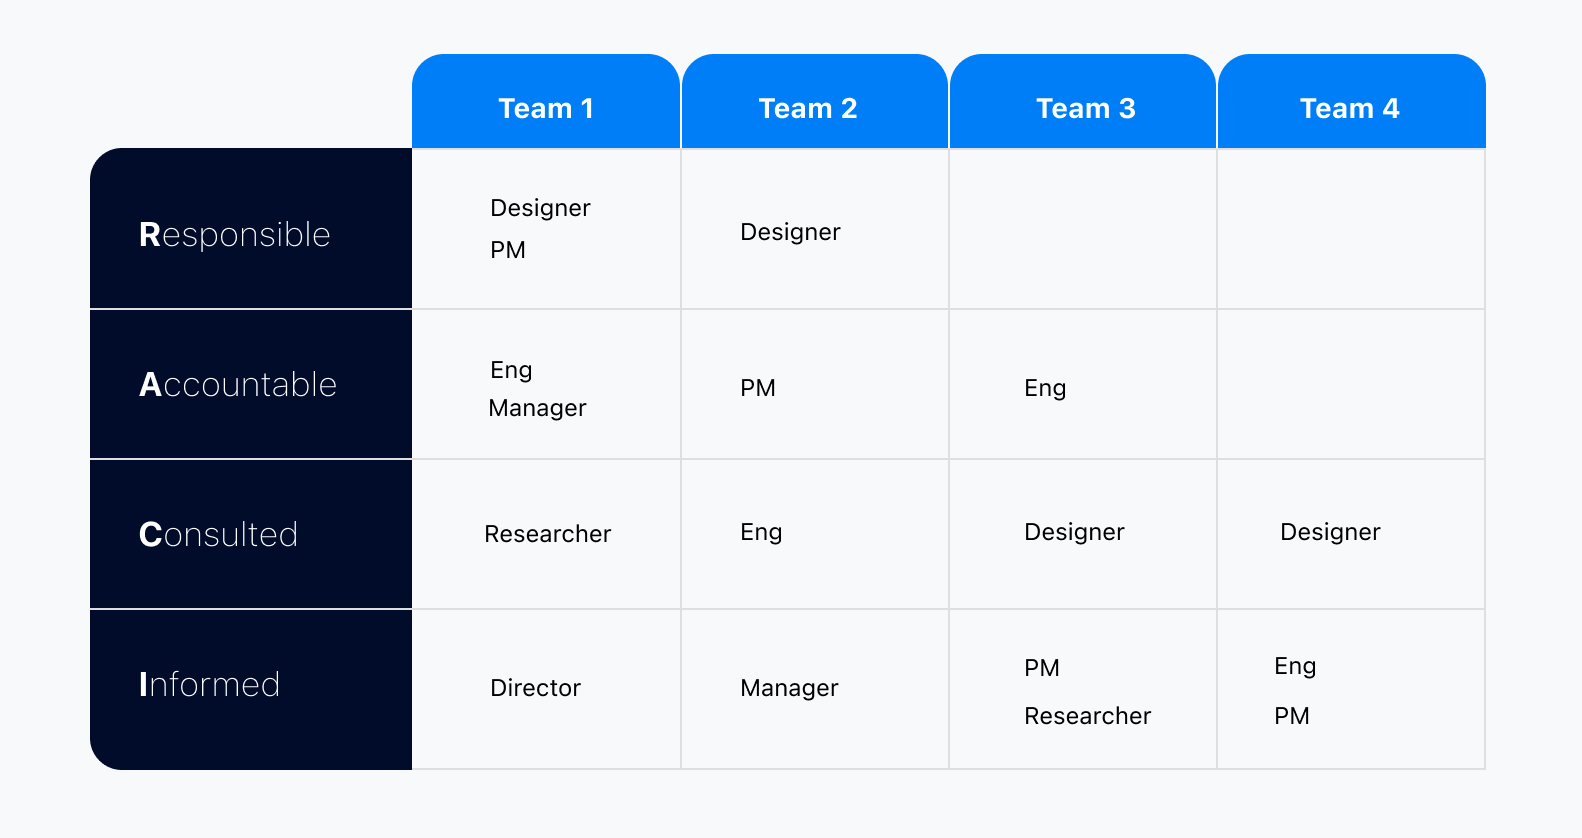 Team 1 Team 2 Team 3 Team 4
Responsible
Designer
PM
Designer
Accountable
Eng
Manager
PM
Eng
Consulted
Researcher
Eng
Designer
Designer
Informed
Director
Manager
PM
Researcher
Eng
PM